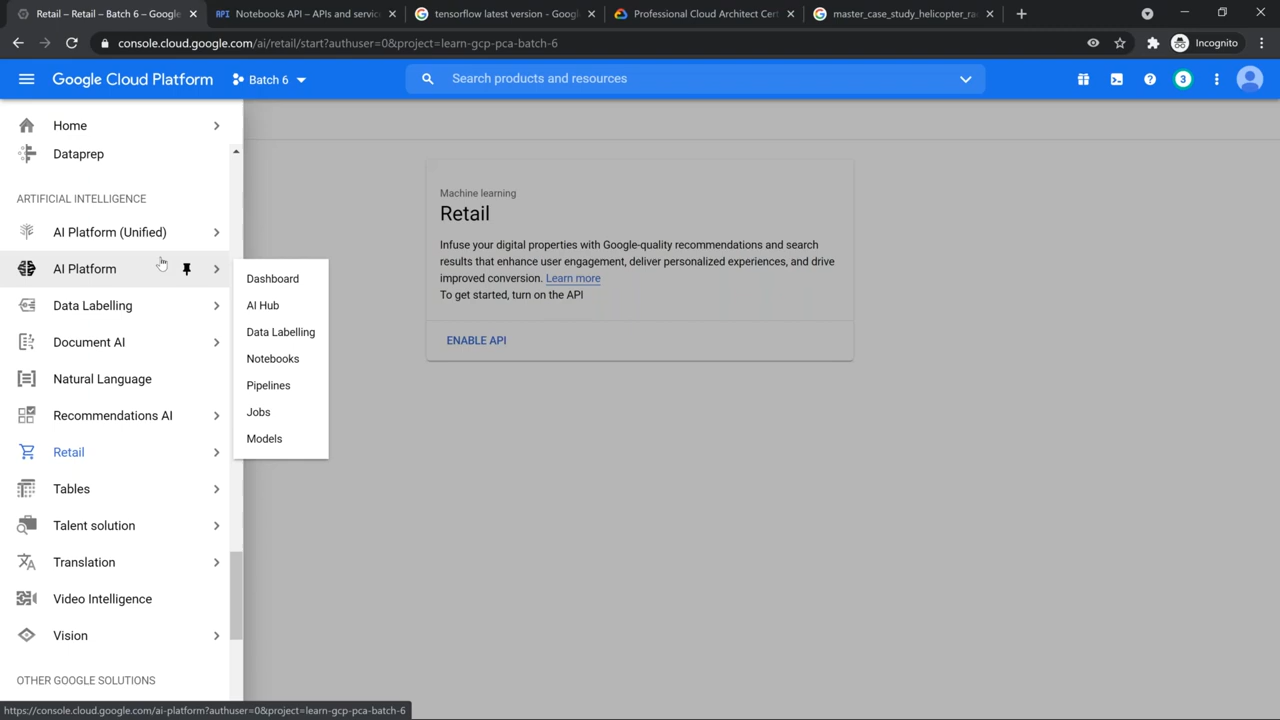 Retail – Retail – Batch 6 – Google
Notebooks API – APIs and servic
tensorflow latest version - Goog
Professional Cloud Architect Cert
master_case_study_helicopter_ra
console.cloud.google.com/ai/retail/start?authuser=0&project=learn-gcp-pca-batch-6
Incognito
Google Cloud Platform
Batch 6
Search products and resources
3
Home
Dataprep
ARTIFICIAL INTELLIGENCE
AI Platform (Unified)
AI Platform
Data Labelling
Document AI
Natural Language
Recommendations AI
Retail
Tables
Talent solution
Translation
Video Intelligence
Vision
OTHER GOOGLE SOLUTIONS
Dashboard
AI Hub
Data Labelling
Notebooks
Pipelines
Jobs
Models
Machine learning
Retail
Infuse your digital properties with Google-quality recommendations and search
results that enhance user engagement, deliver personalized experiences, and drive
improved conversion. Learn more
To get started, turn on the API
ENABLE API
https://console.cloud.google.com/ai-platform?authuser=0&project=learn-gcp-pca-batch-6